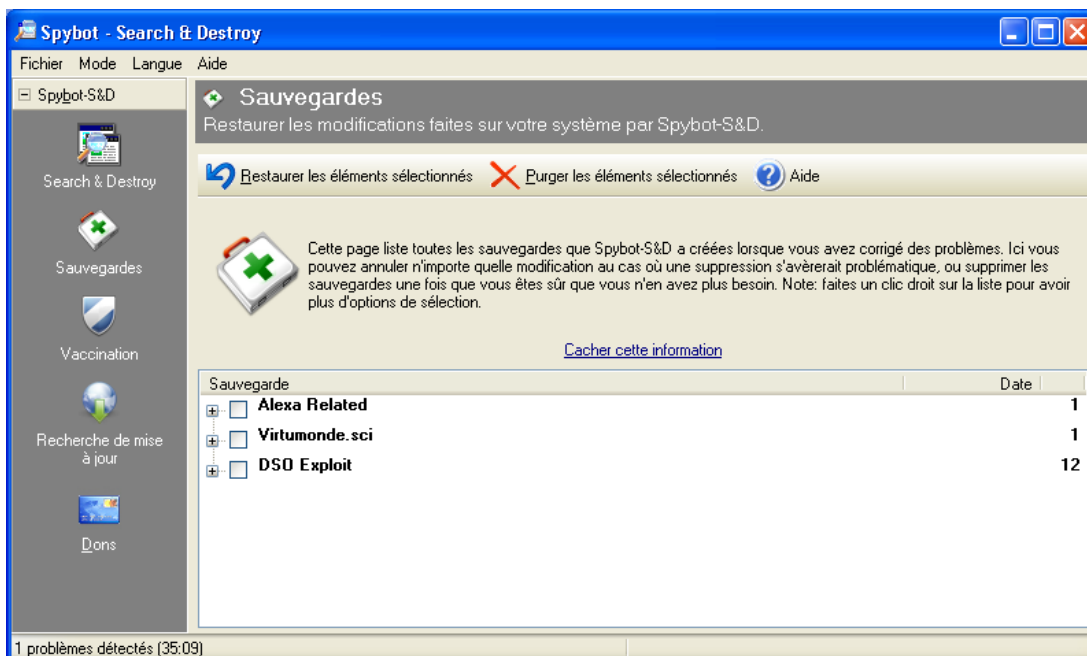 Spybot - Search & Destroy
Fichier Mode Langue Aide
Spybot-S&D
Search & Destroy
Sauvegardes
Vaccination
Recherche de mise
à jour
Dons
Sauvegardes
Restaurer les modifications faites sur votre système par Spybot-S&D.
Restaurer les éléments sélectionnés Purger les éléments sélectionnés Aide
Cette page liste toutes les sauvegardes que Spybot-S&D a créées lorsque vous avez corrigé des problèmes. Ici vous
pouvez annuler n'importe quelle modification au cas où une suppression s'avèrerait problématique, ou supprimer les
sauvegardes une fois que vous êtes sûr que vous n'en avez plus besoin. Note: faites un clic droit sur la liste pour avoir
plus d'options de sélection.
Cacher cette information
Sauvegarde Date
Alexa Related 1
Virtumonde.sci 1
DSO Exploit 12
1 problèmes détectés (35:09)